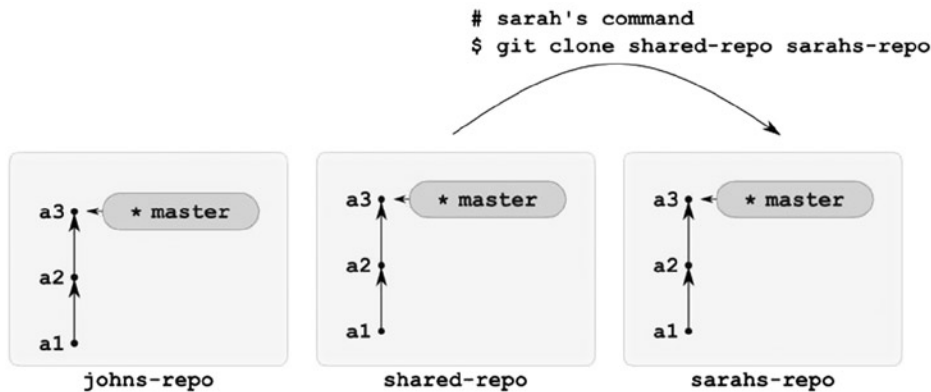 # sarah's command
$ git clone shared-repo sarahs-repo
a3 * master
a2
a1
johns-repo
a3 * master
a2
a1
shared-repo
a3 * master
a2
a1
sarahs-repo